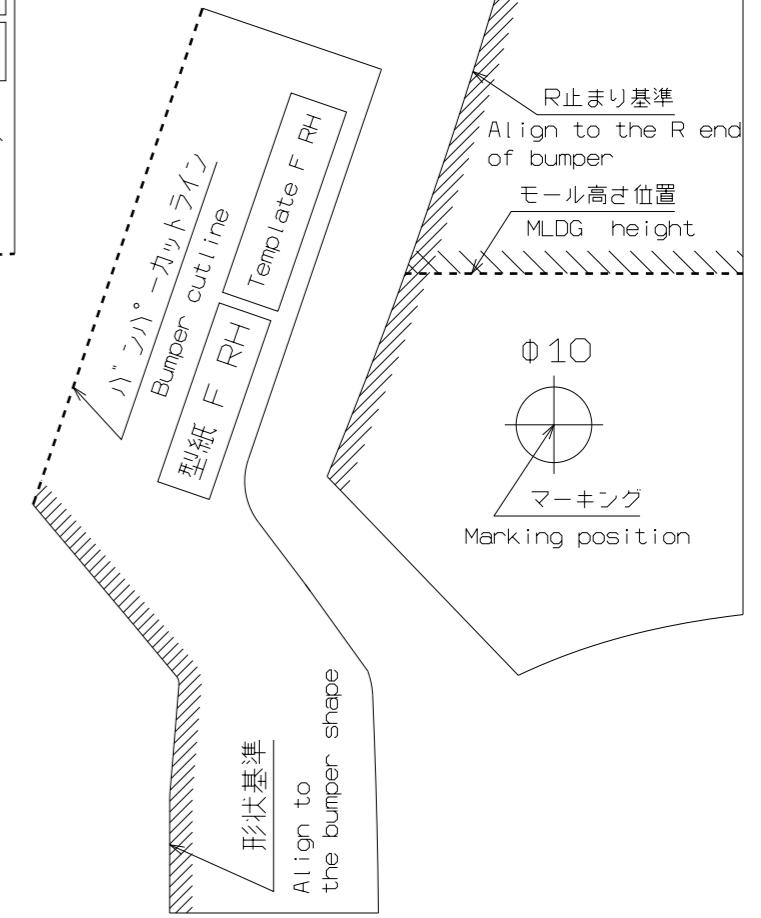 バンパーカットライン
Bumper cutline
型紙 F RH
Template F RH
形状基準
Align to
the bumper shape
R止まり基準
Align to the R end
of bumper
モール高さ位置
MLDG height
Φ10
マーキング
Marking position